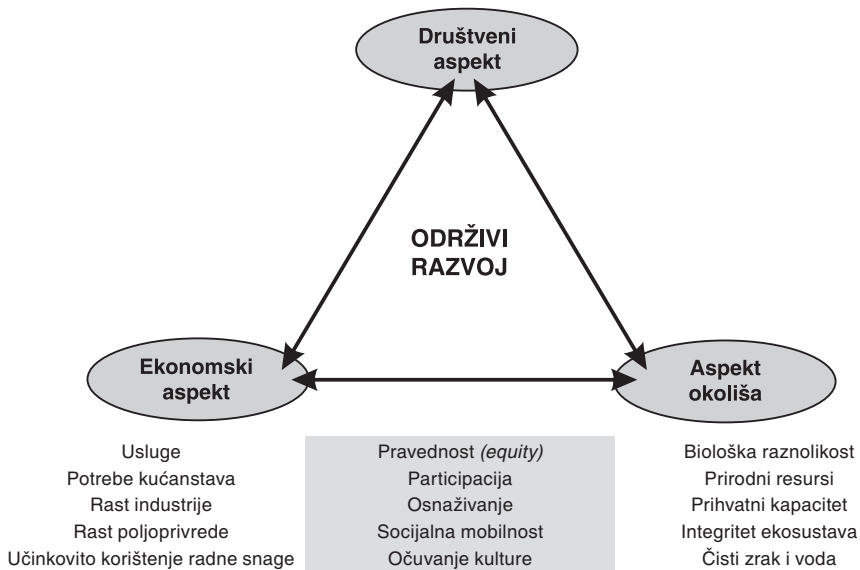 Društveni
aspekt
ODRŽIVI
RAZVOJ
Ekonomski
aspekt
Aspekt
okoliša
Usluge
Potrebe kućanstava
Rast industrije
Rast poljoprivrede
Učinkovito korištenje radne snage
Pravednost (equity)
Participacija
Osnaživanje
Socijalna mobilnost
Očuvanje kulture
Biološka raznolikost
Prirodni resursi
Prihvatni kapacitet
Integritet ekosustava
Čisti zrak i voda